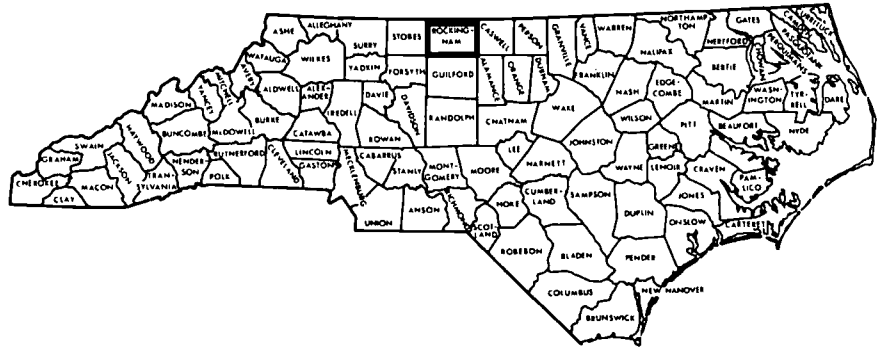 ASHE
ALLEGHANY
SURRY
STOKES
ROCKING-
NAM
CASWELL
PERSON
GRANVILLE
VANCE
WARREN
NORTHAMP
TON
GATES
HERTFORD
CURRITUCK
CAMDEN
PASQUOTANK
PERQUIMANS
CHOWAN
HALIFAX
BERTIE
WATAUGA
WILKES
YADKIN
FORSYTH
GUILFORD
ALAMANCE
ORANGE
DURHAM
FRANKLIN
NASH
EDGE-
COMBE
MARTIN
WASH-
INGTON
TYR-
RELL
DARE
MITCHELL
AVERY
YANCEY
MADISON
CALDWELL
ALEX-
ANDER
IREDELL
DAVIE
DAVIDSON
RANDOLPH
CHATNAM
WAKE
WILSON
PITT
BEAUFORT
HYDE
HAYWOOD
BUNCOMBE
McDOWELL
BURKE
CATAWBA
ROWAN
LEE
JOHNSTON
GREENE
SWAIN
GRAHAM
JACKSON
HENDER-
SON
RUTHERFORD
CLEVELAND
LINCOLN
GASTON
MECKLENBURG
CABARRUS
STANLY
MONT-
GOMERY
MOORE
HARNETT
WAYNE
LENOIR
CRAVEN
PAM-
LICO
CHEROKEE
CLAY
MACON
TRAN-
SYLVANIA
POLK
UNION
ANSON
RICHMOND
SCOT-
LAND
HOKE
CUMBER-
LAND
SAMPSON
DUPLIN
JONES
ONSLOW
CARTERET
ROBEBON
BLADEN
PENDER
COLUMBUS
NEW HANOVER
BRUNSWICK